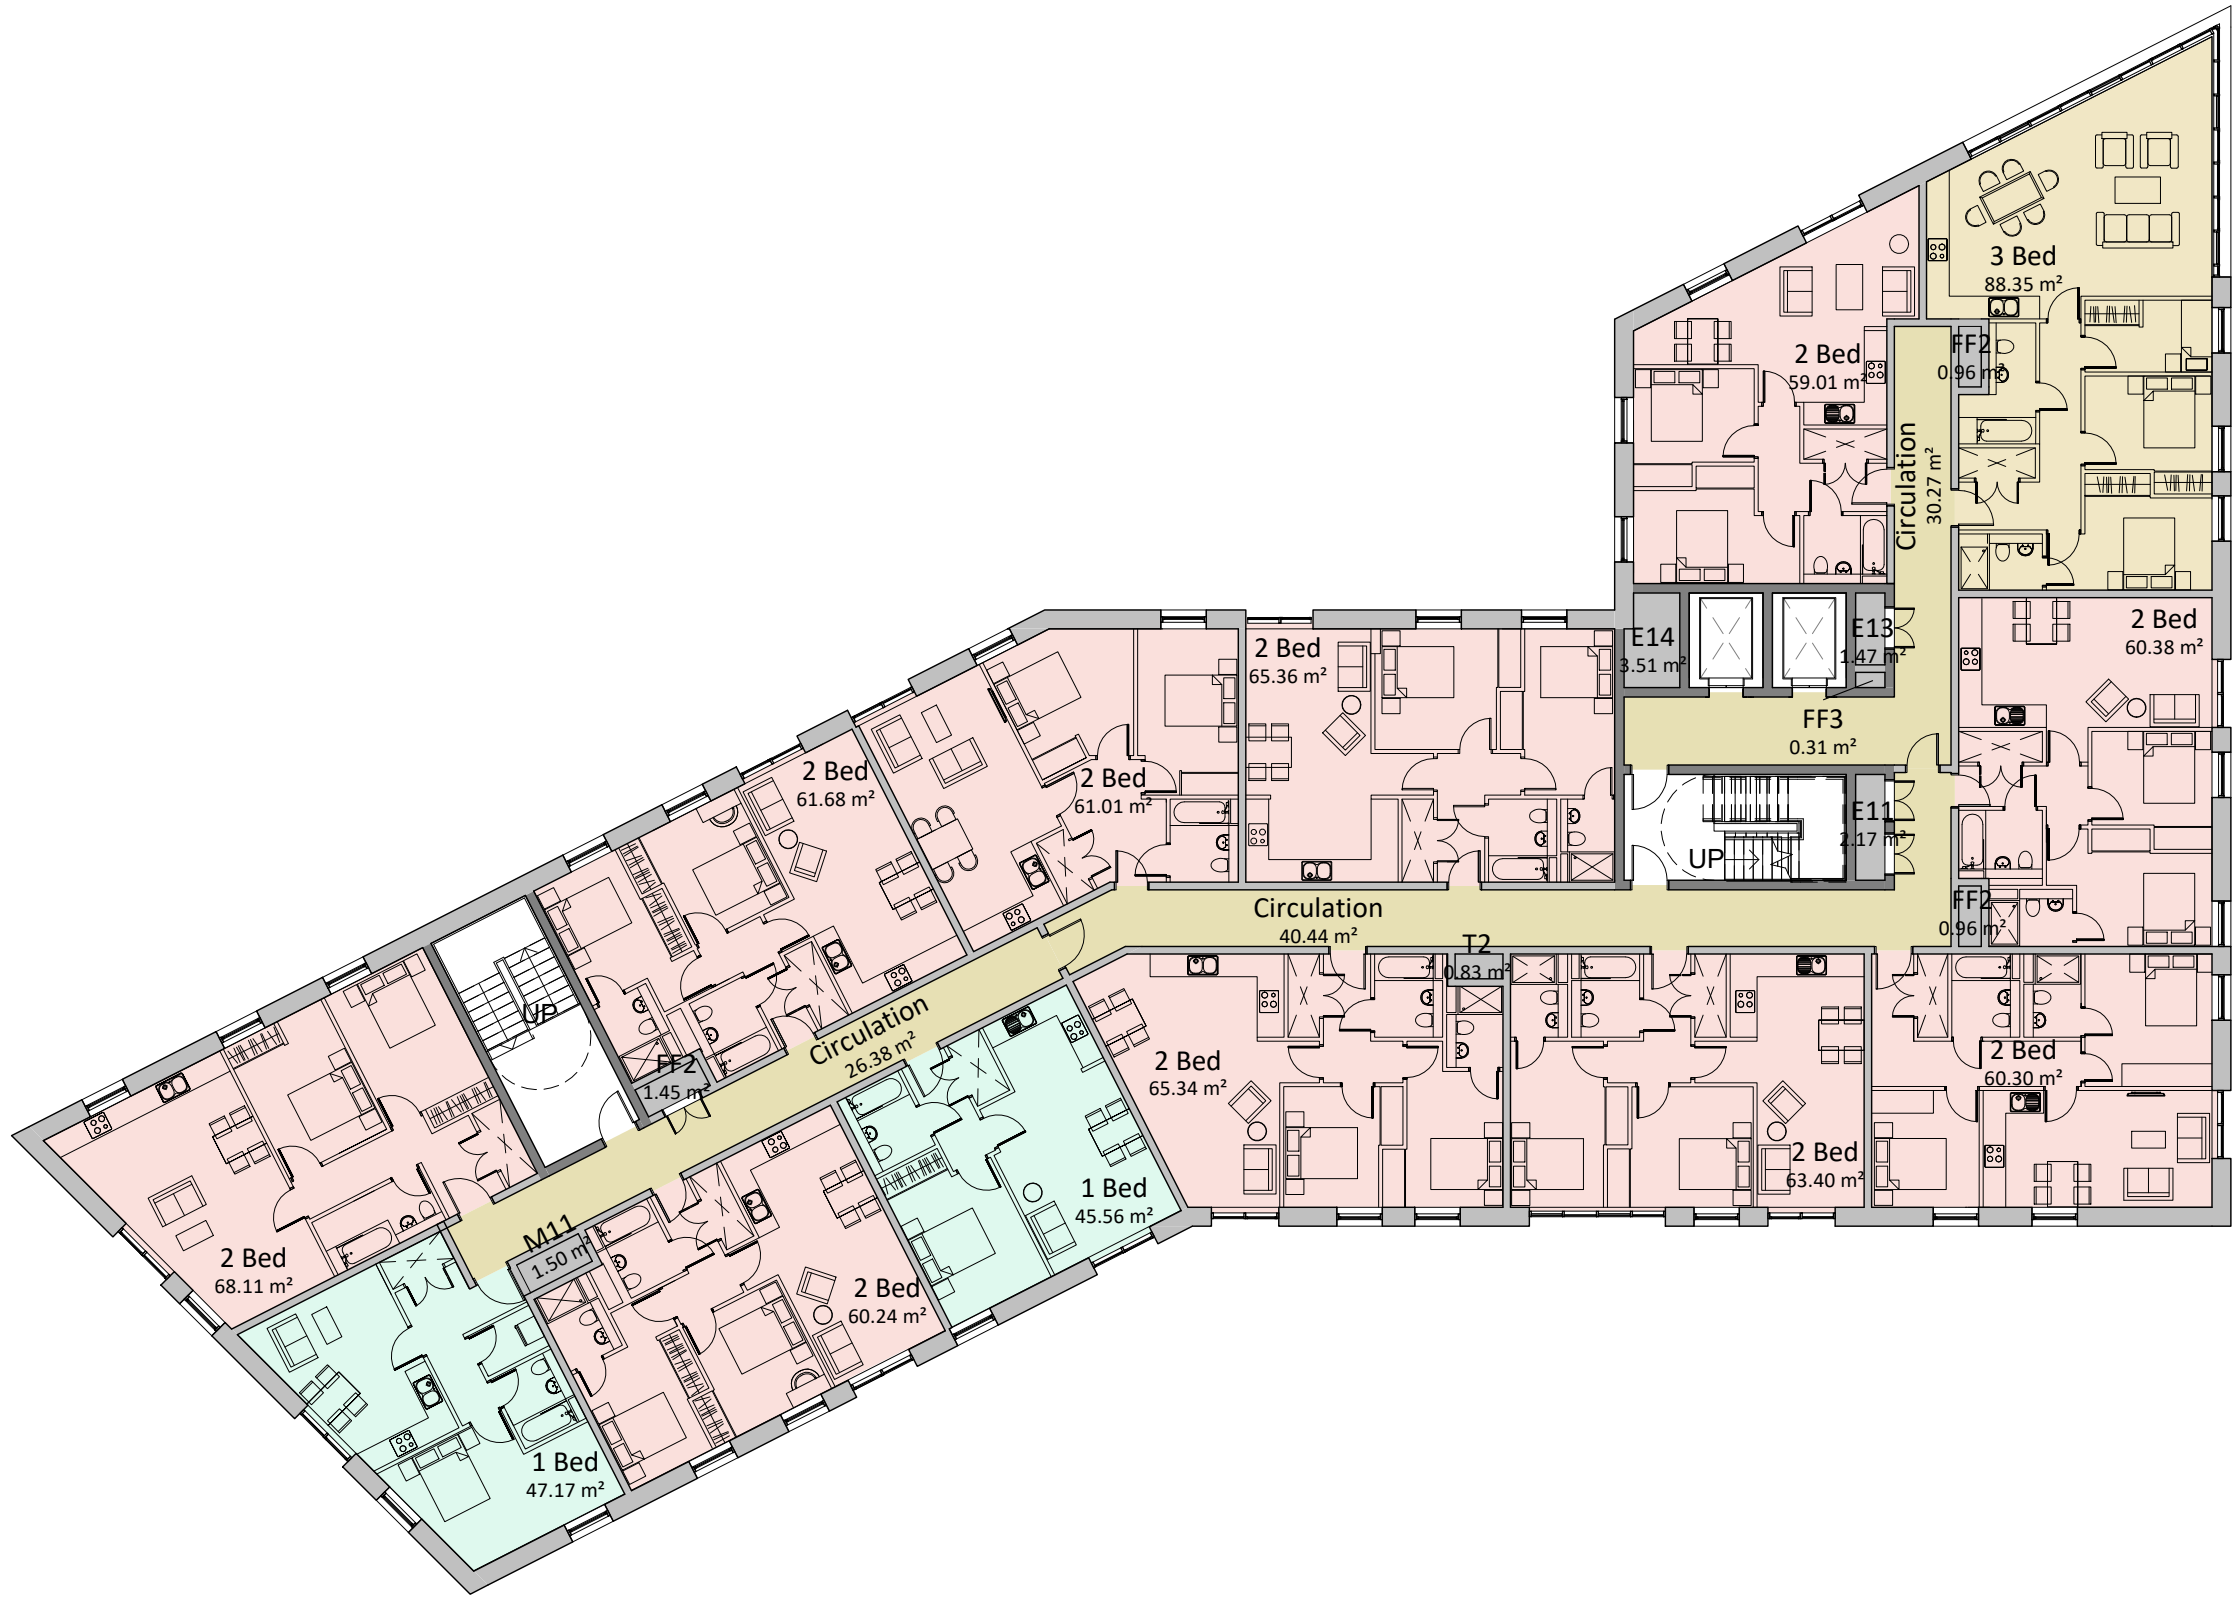 3 Bed
88.35 m²
FF2
0.96 m²
2 Bed
59.01 m²
Circulation
30.27 m²
2 Bed
60.38 m²
E14
3.51 m²
E13
1.47 m²
FF3
0.31 m²
2 Bed
65.36 m²
2 Bed
61.01 m²
2 Bed
61.68 m²
E11
2.17 m²
UP
FF2
0.96 m²
Circulation
40.44 m²
T2
0.83 m²
UP
Circulation
26.38 m²
FF2
1.45 m²
2 Bed
65.34 m²
2 Bed
60.30 m²
2 Bed
63.40 m²
1 Bed
45.56 m²
M11
1.50 m²
2 Bed
68.11 m²
2 Bed
60.24 m²
1 Bed
47.17 m²